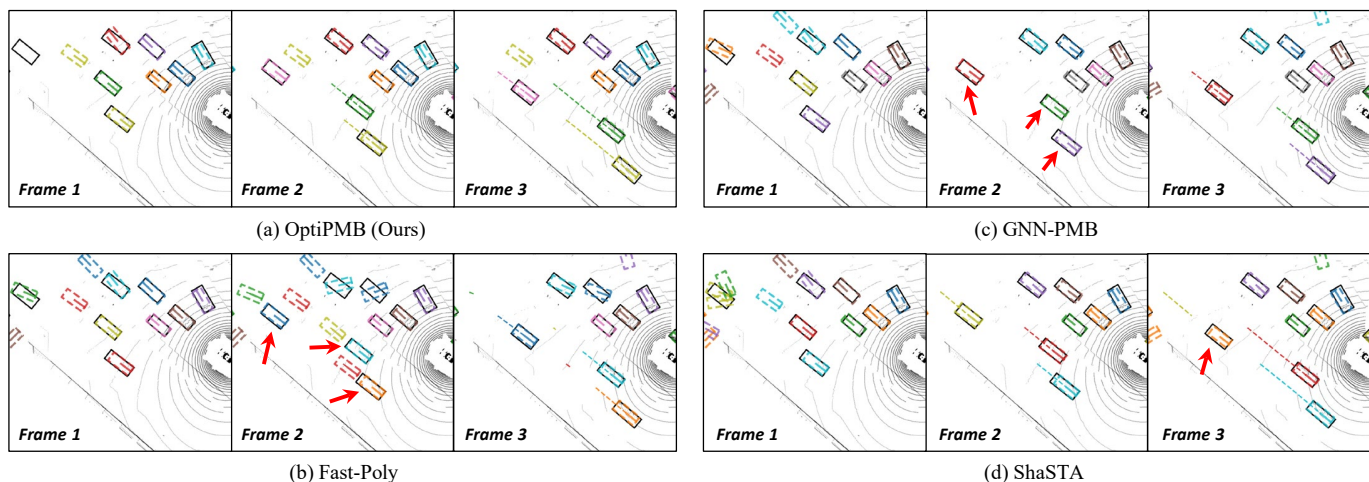 Frame 1 Frame 2 Frame 3
(a) OptiPMB (Ours)
Frame 1 Frame 2 Frame 3
(c) GNN-PMB
Frame 1 Frame 2 Frame 3
(b) Fast-Poly
Frame 1 Frame 2 Frame 3
(d) ShaSTA